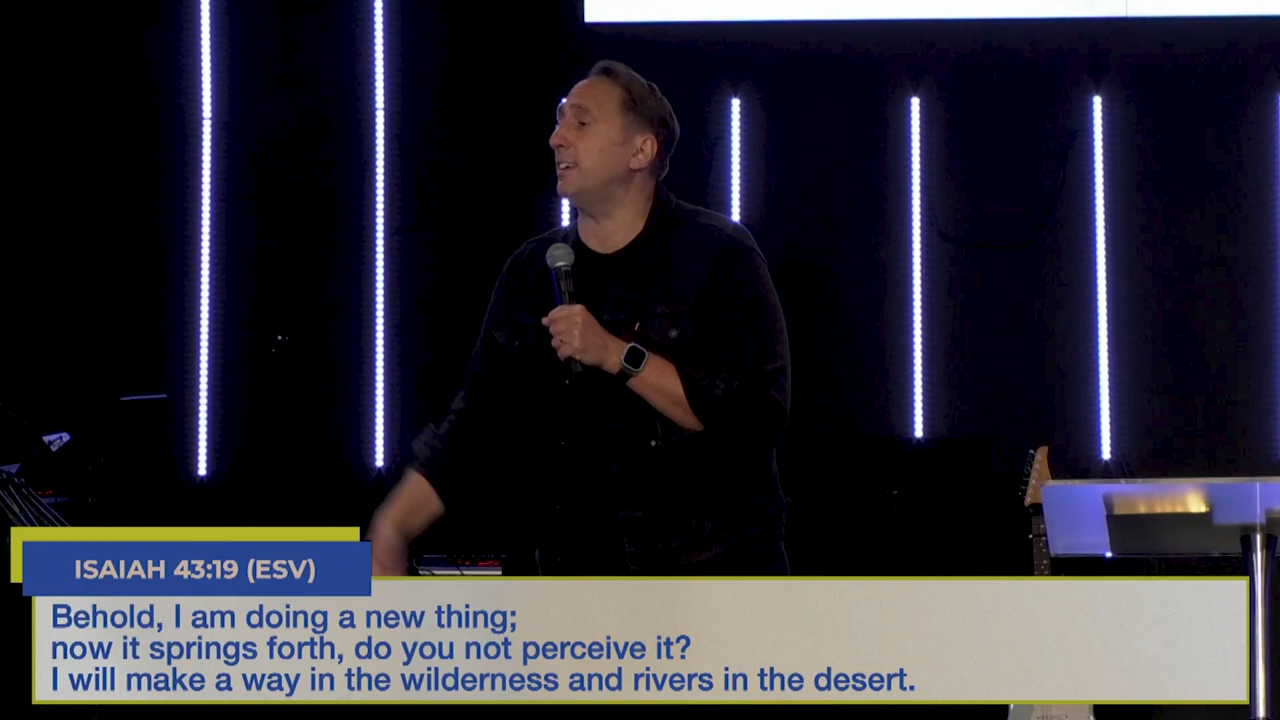 ISAIAH 43:19 (ESV)
Behold, I am doing a new thing;
now it springs forth, do you not perceive it?
I will make a way in the wilderness and rivers in the desert.